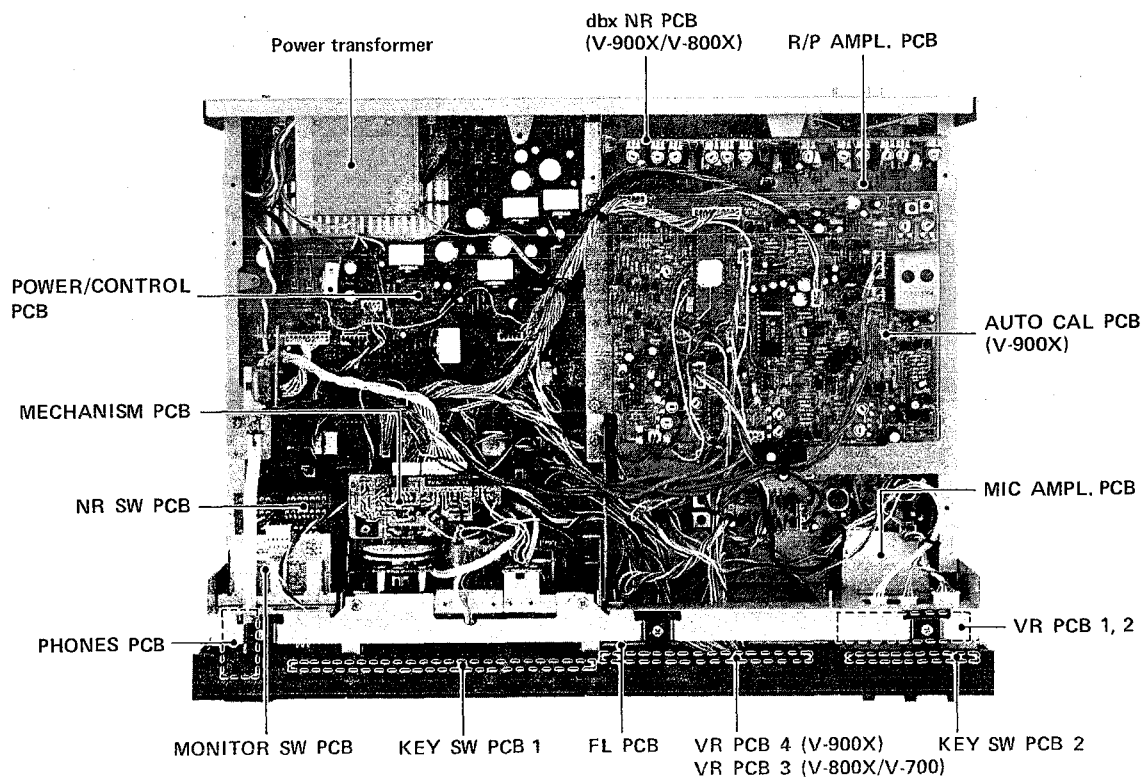 dbx NR PCB
(V-900X/V-800X)
Power transformer
R/P AMPL. PCB
POWER/CONTROL
PCB
AUTO CAL PCB
(V-900X)
MECHANISM PCB
NR SW PCB
MIC AMPL. PCB
PHONES PCB
VR PCB 1, 2
MONITOR SW PCB
KEY SW PCB 1
FL PCB
VR PCB 4 (V-900X)
VR PCB 3 (V-800X/V-700)
KEY SW PCB 2